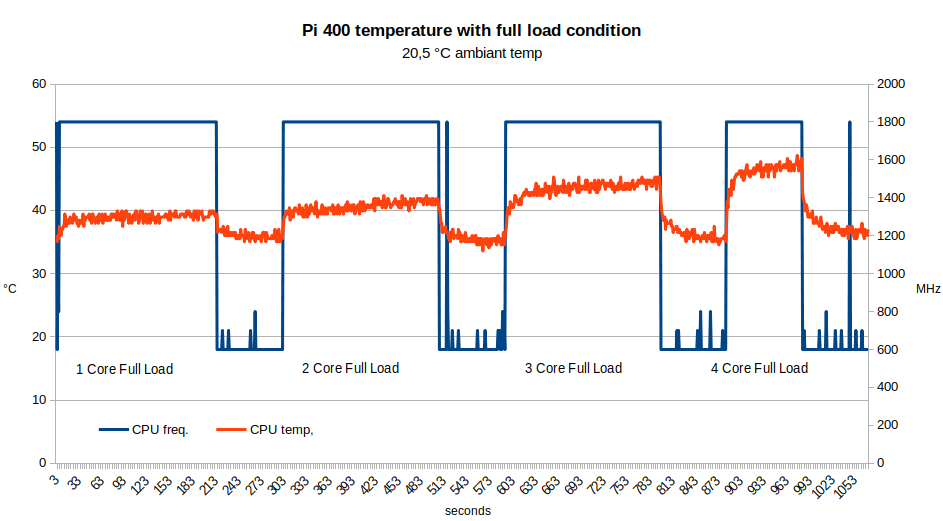 Pi 400 temperature with full load condition
20,5 °C ambiant temp
60 2000
1800
50
1600
1400
40
1200
30 1000
°C MHz
800
20
600
1 Core Full Load 2 Core Full Load 3 Core Full Load 4 Core Full Load
400
10
CPU freq. CPU temp,
200
0 0
3 33 63 93 123 153 183 213 243 273 303 333 363 393 423 453 483 513 543 573 603 633 663 693 723 753 783 813 843 873 903 933 963 993 1023 1053
seconds